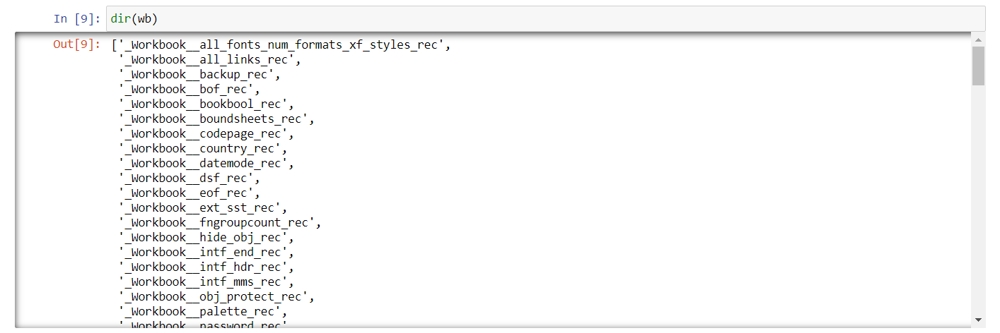 In [9]: dir(wb)
Out[9]: ['_Workbook__all_fonts_num_formats_xf_styles_rec',
'_Workbook__all_links_rec',
'_Workbook__backup_rec',
'_Workbook__bof_rec',
'_Workbook__bookbool_rec',
'_Workbook__boundsheets_rec',
'_Workbook__codepage_rec',
'_Workbook__country_rec',
'_Workbook__datemode_rec',
'_Workbook__dsf_rec',
'_Workbook__eof_rec',
'_Workbook__ext_sst_rec',
'_Workbook__fngroupcount_rec',
'_Workbook__hide_obj_rec',
'_Workbook__intf_end_rec',
'_Workbook__intf_hdr_rec',
'_Workbook__intf_mms_rec',
'_Workbook__obj_protect_rec',
'_Workbook__palette_rec',
'_Workbook__password_rec'